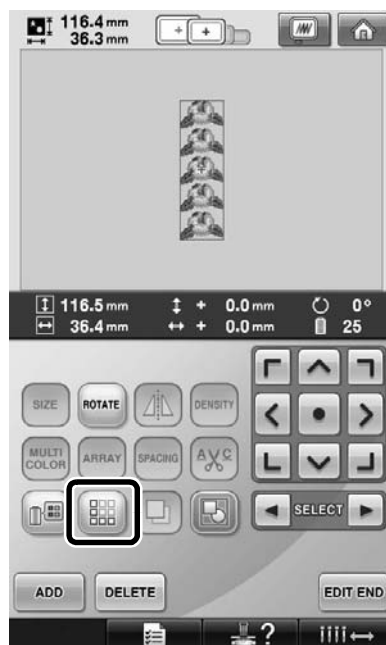 116.4 mm
36.3 mm
116.5 mm + 0.0 mm 0°
36.4 mm + 0.0 mm 25
SIZE ROTATE DENSITY
MULTI COLOR ARRAY SPACING A C
SELECT
ADD DELETE EDIT END
?